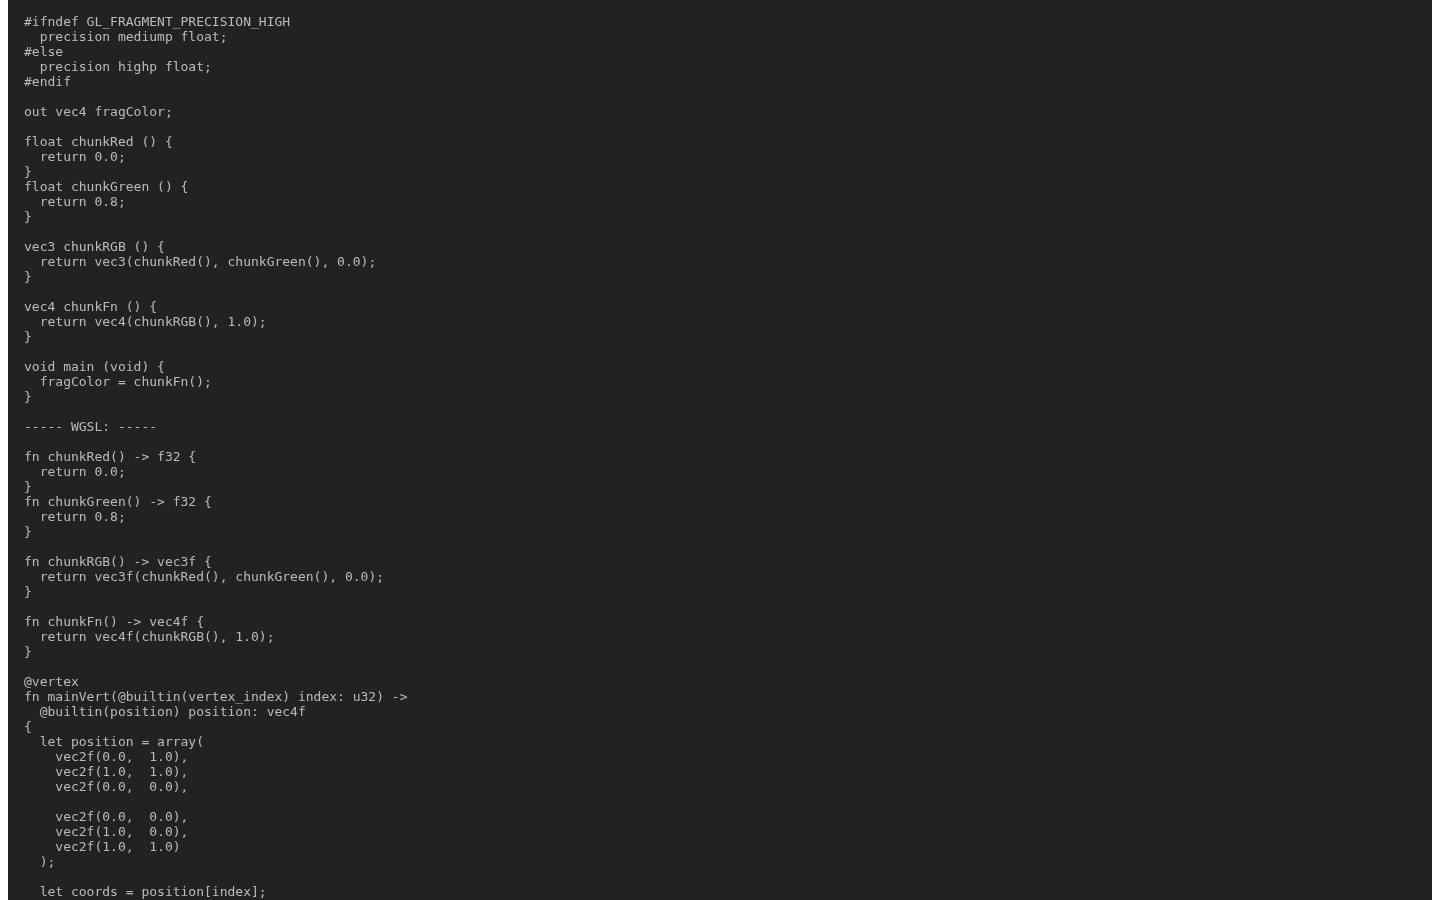 #ifndef GL_FRAGMENT_PRECISION_HIGH
  precision mediump float;
#else
  precision highp float;
#endif

out vec4 fragColor;

float chunkRed () {
  return 0.0;
}
float chunkGreen () {
  return 0.8;
}

vec3 chunkRGB () {
  return vec3(chunkRed(), chunkGreen(), 0.0);
}

vec4 chunkFn () {
  return vec4(chunkRGB(), 1.0);
}

void main (void) {
  fragColor = chunkFn();
}

----- WGSL: -----

fn chunkRed() -> f32 {
  return 0.0;
}
fn chunkGreen() -> f32 {
  return 0.8;
}

fn chunkRGB() -> vec3f {
  return vec3f(chunkRed(), chunkGreen(), 0.0);
}

fn chunkFn() -> vec4f {
  return vec4f(chunkRGB(), 1.0);
}

@vertex
fn mainVert(@builtin(vertex_index) index: u32) ->
  @builtin(position) position: vec4f
{
  let position = array(
    vec2f(0.0,  1.0),
    vec2f(1.0,  1.0),
    vec2f(0.0,  0.0),

    vec2f(0.0,  0.0),
    vec2f(1.0,  0.0),
    vec2f(1.0,  1.0)
  );

  let coords = position[index];